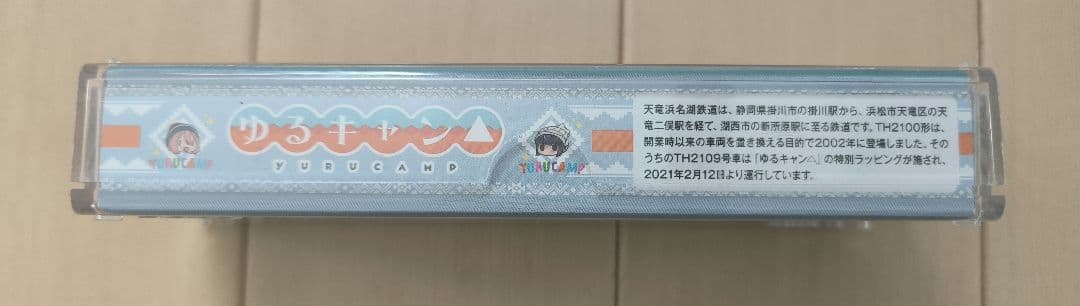 ゆるキャン△
YURUCAMP
YURUCAMP
YURUCAMP
天竜浜名湖鉄道は、静岡県掛川市の掛川駅から、浜松市天竜区の天
竜二俣駅を経て、湖西市の新所原駅に至る鉄道です。TH2100形は、
開業時以来の車両を置き換える目的で2002年に登場しました。その
うちのTH2109号車は「ゆるキャン△」の特別ラッピングが施され、
2021年2月12日より運行しています。